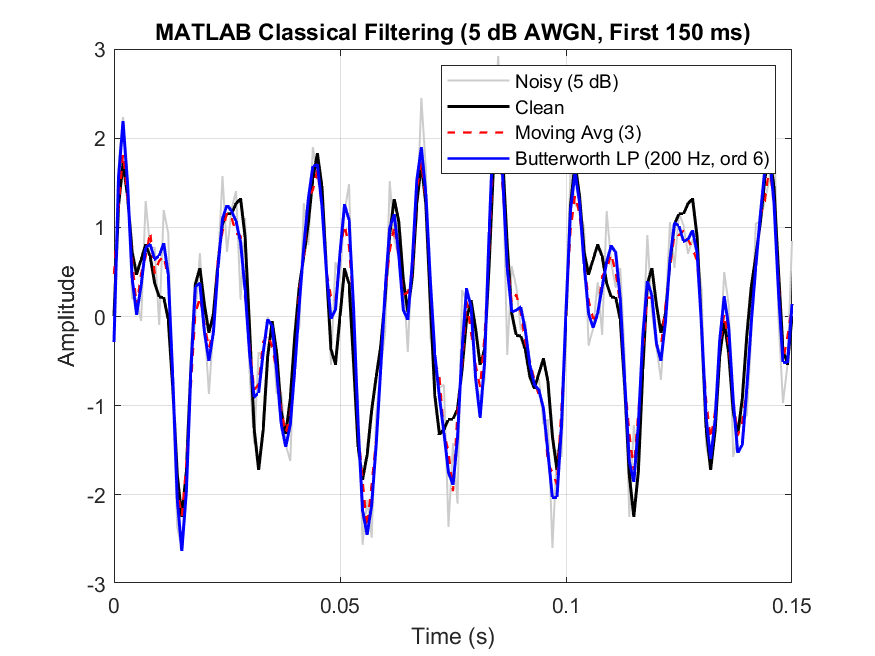 MATLAB Classical Filtering (5 dB AWGN, First 150 ms)
Noisy (5 dB)
Clean
Moving Avg (3)
Butterworth LP (200 Hz, ord 6)
Amplitude
3
2
1
0
-1
-2
-3
0
0.05
0.1
0.15
Time (s)